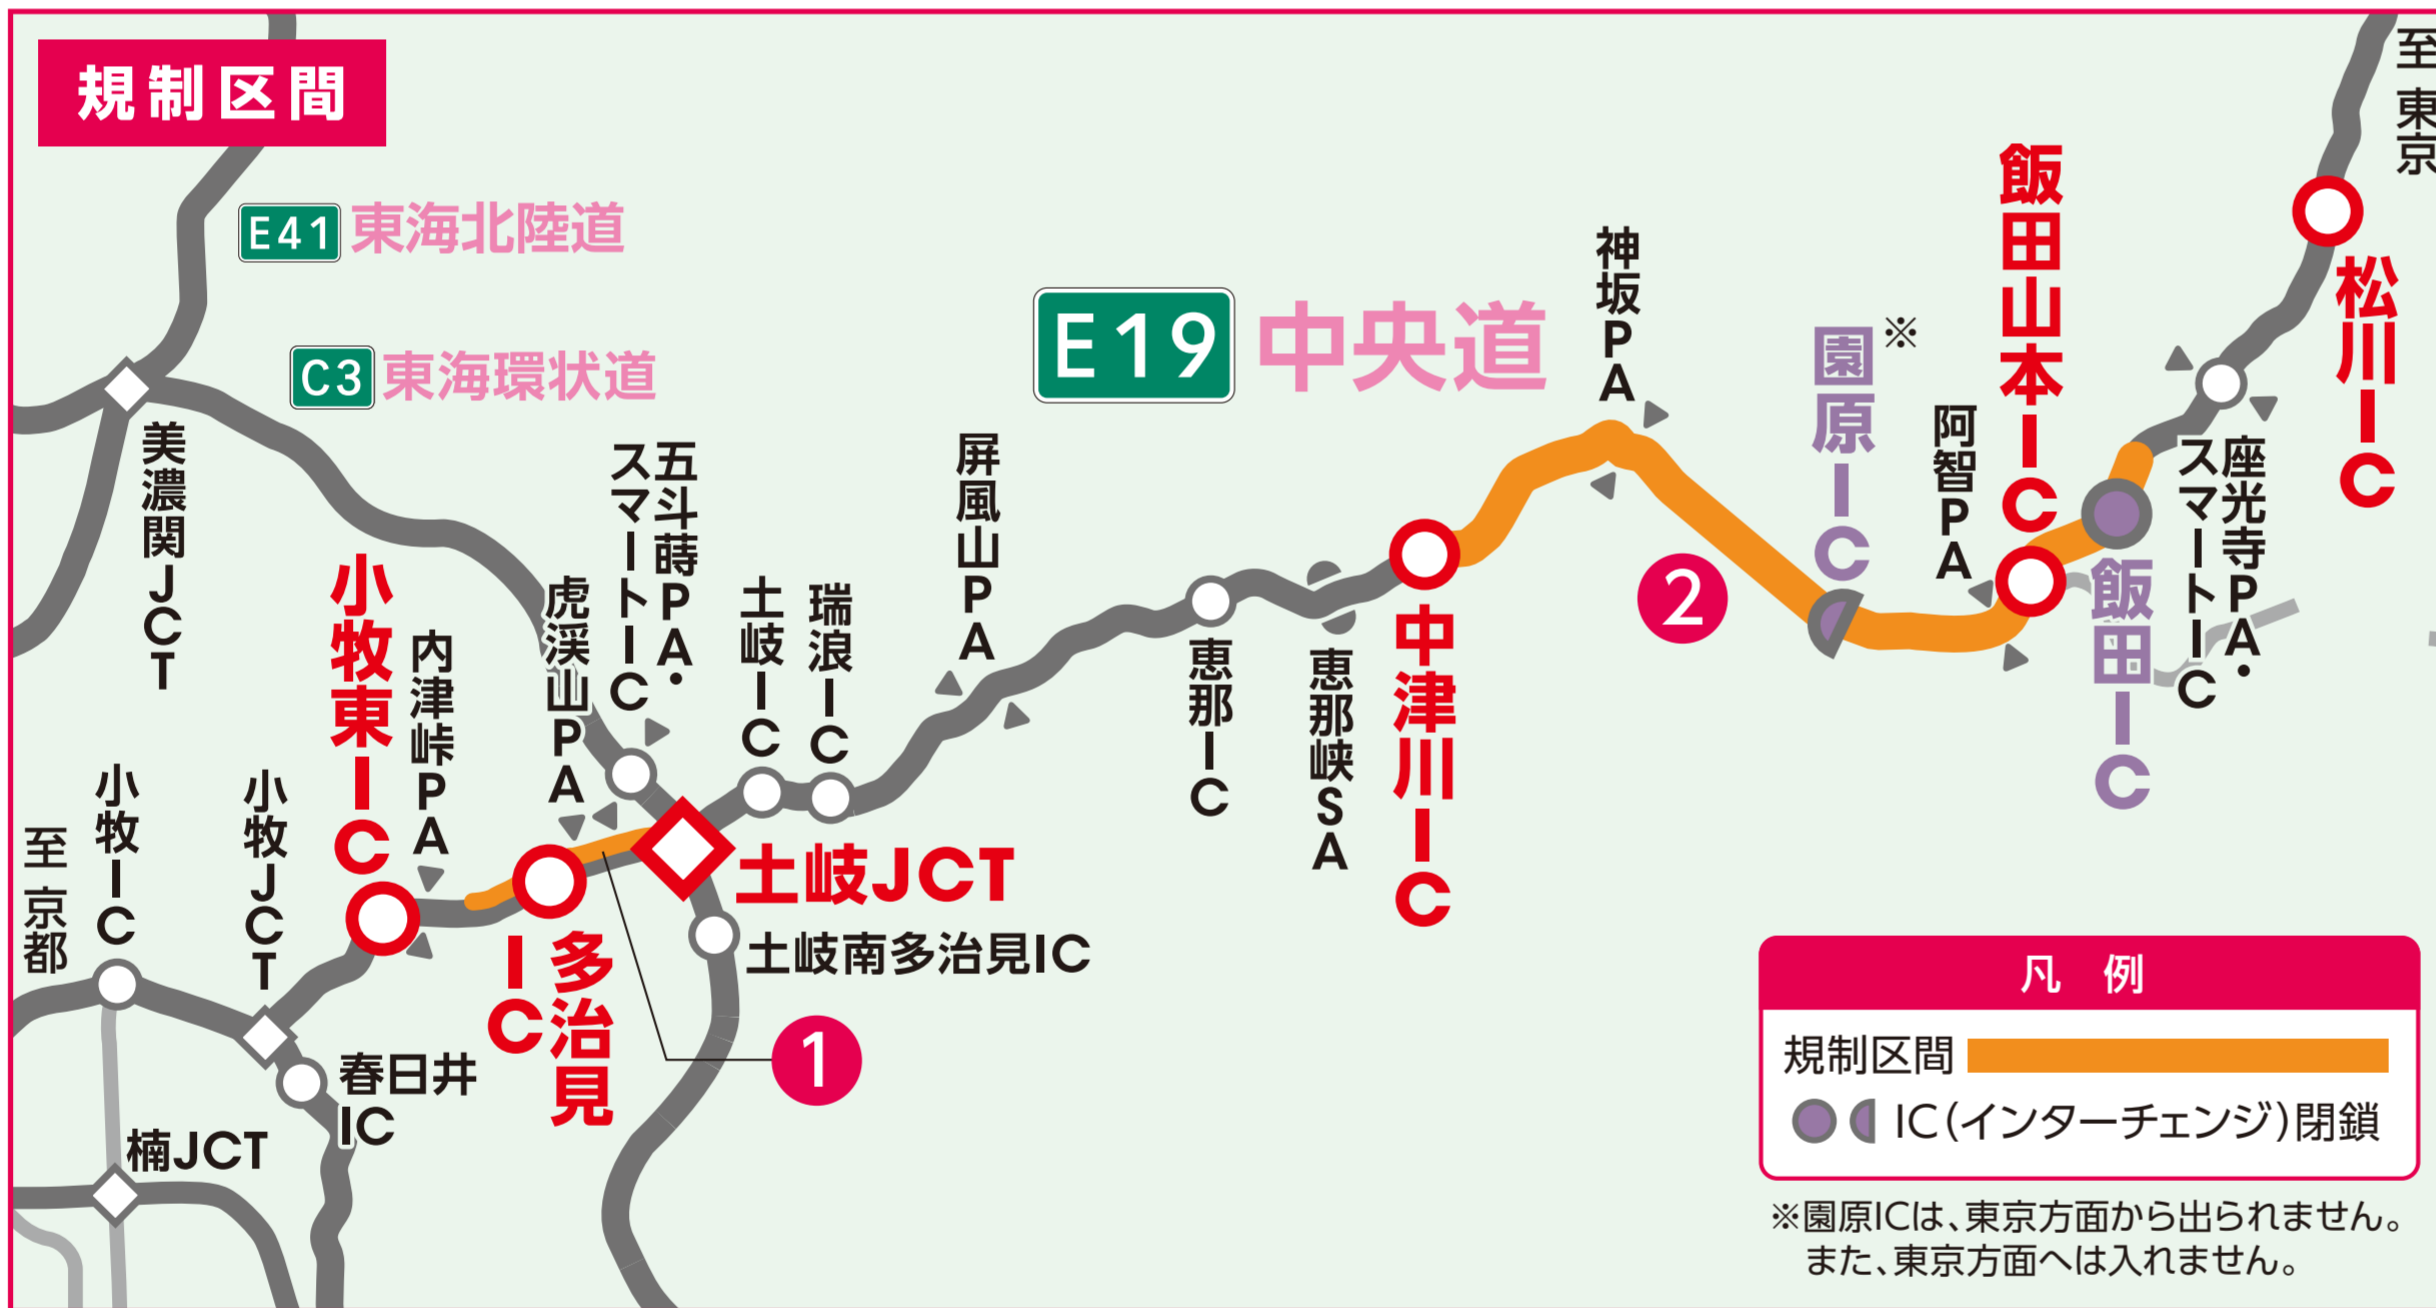 規制区間
E41 東海北陸道
C3 東海環状道
E19 中央道
至 東京
松川IC
座光寺PA・
スマートIC
飯田IC
飯田山本IC
阿智PA
園原IC※
神坂PA
2
中津川IC
恵那峡SA
恵那IC
屏風山PA
瑞浪IC
土岐IC
五斗蒔PA・
スマートIC
土岐JCT
土岐南多治見IC
虎渓山PA
1
多治見
IC
内津峠PA
小牧東IC
美濃関JCT
小牧JCT
小牧IC
至 京都
春日井
IC
楠JCT
凡 例
規制区間
IC(インターチェンジ)閉鎖
※園原ICは、東京方面から出られません。
また、東京方面へは入れません。